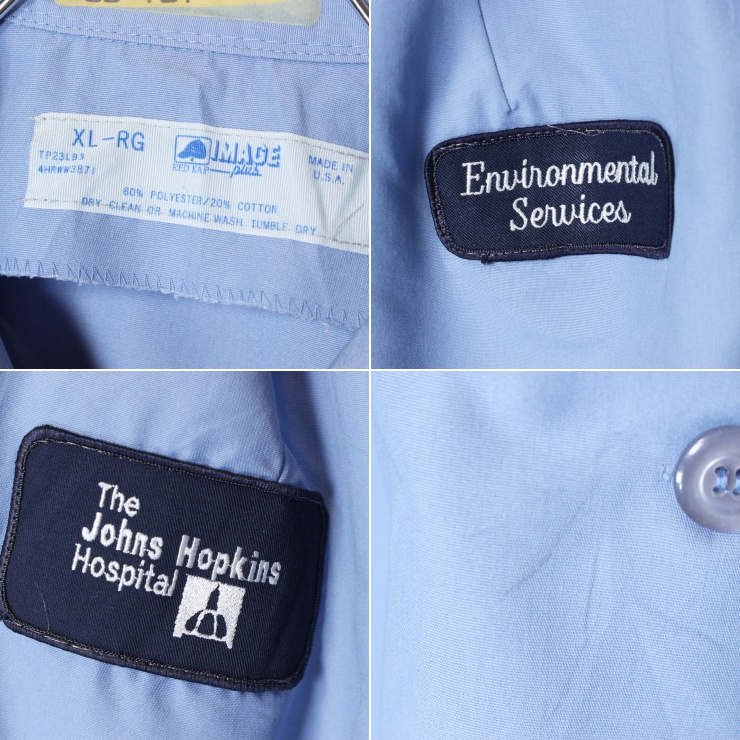 XL-RG
IMAGE
plus
RED KAP
MADE IN
U.S.A.
TP23LB3
4HRWW3871
80% POLYESTER/20% COTTON
DRY CLEAN OR MACHINE WASH. TUMBLE DRY
Environmental
Services
The
Johns Hopkins
Hospital